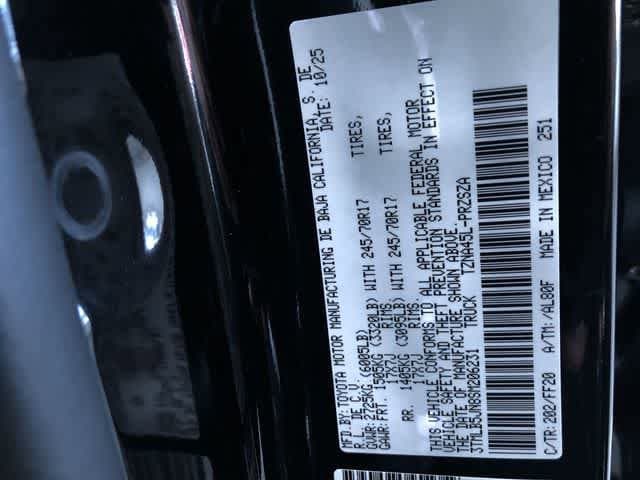 MFD. BY: TOYOTA MOTOR MANUFACTURING DE BAJA CALIFORNIA, S. DE
R.L. DE C.V. DATE: 10/25
GVWR: 2725KG (6005LB)
GAWR: FRT. 1505KG (3320LB) WITH 245/70R17 TIRES,
17X7J RIMS,
RR. 1405KG (3095LB) WITH 245/70R17 TIRES,
17X7J RIMS.
THIS VEHICLE CONFORMS TO ALL APPLICABLE FEDERAL MOTOR
VEHICLE SAFETY AND THEFT PREVENTION STANDARDS IN EFFECT ON
THE DATE OF MANUFACTURE SHOWN ABOVE.
3TMLB5JN8SM206231 TRUCK TZNA45L-PRZSZA
C/TR: 202/FF20 A/TM: /AL80F MADE IN MEXICO 251